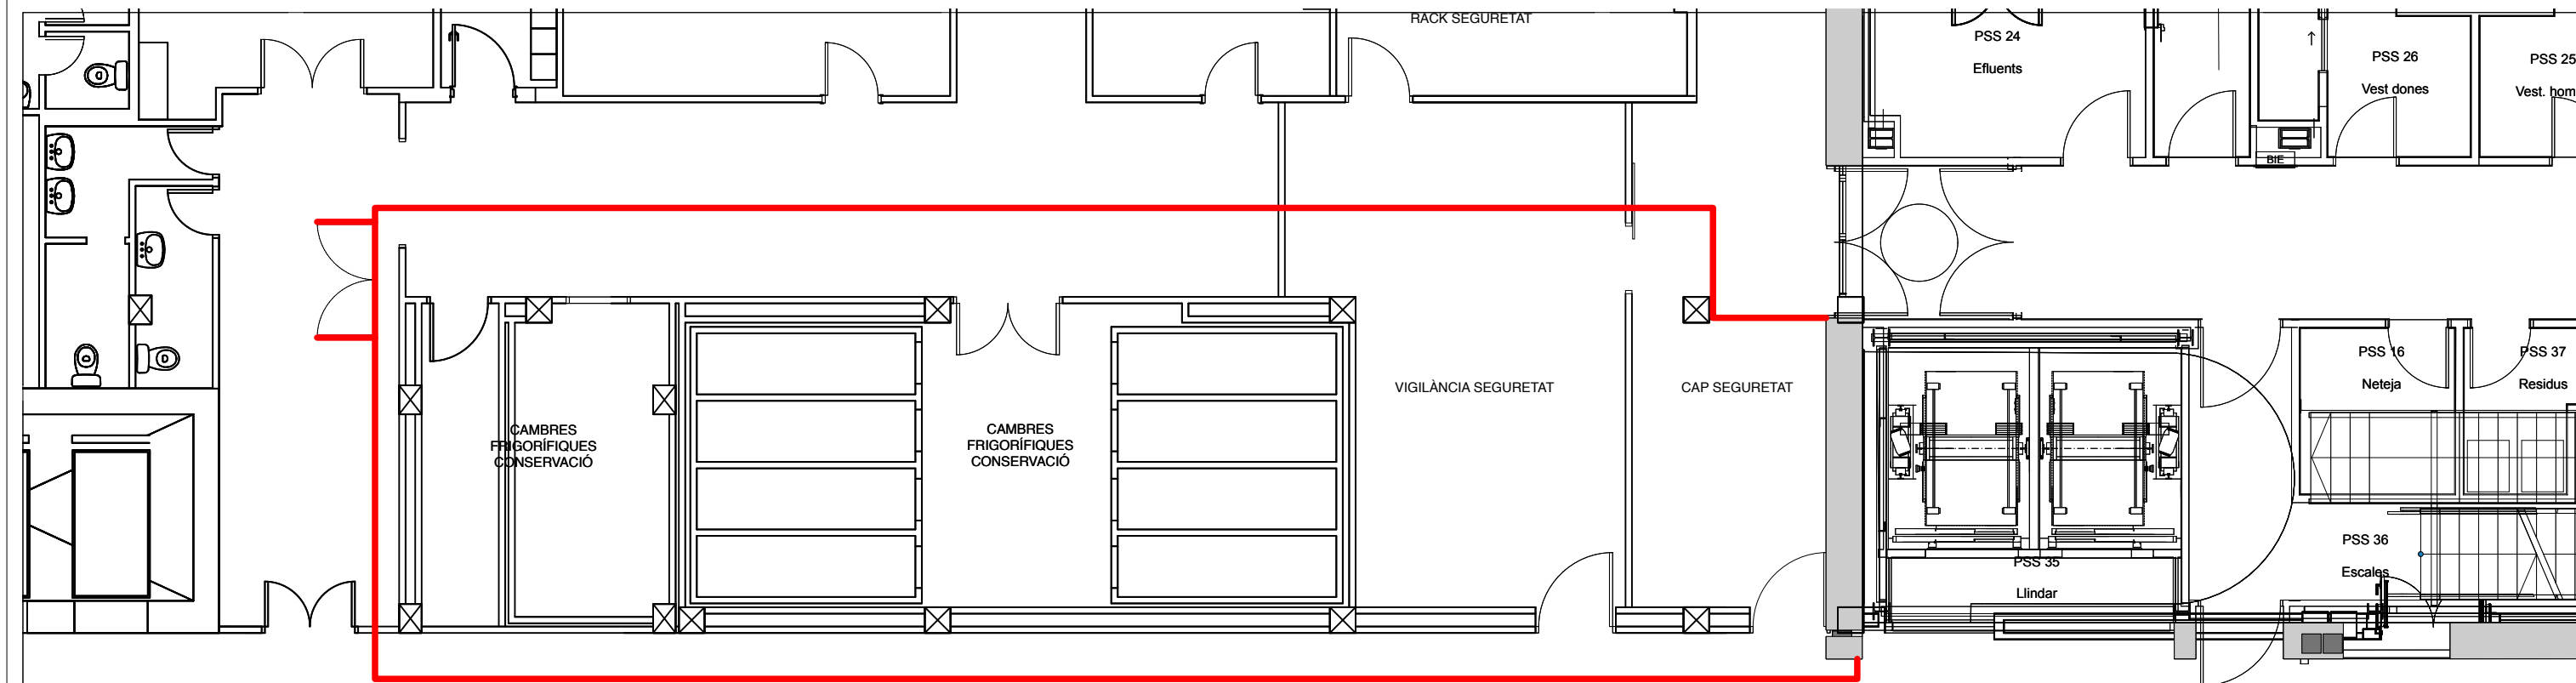 RACK SEGURETAT
PSS 24
Efluents
PSS 26
Vest dones
PSS 25
Vest. hom
BIE
CAMBRES
FRIGORÍFIQUES
CONSERVACIÓ
CAMBRES
FRIGORÍFIQUES
CONSERVACIÓ
VIGILÀNCIA SEGURETAT
CAP SEGURETAT
PSS 16
Neteja
PSS 37
Residus
PSS 35
Llindar
PSS 36
Escales